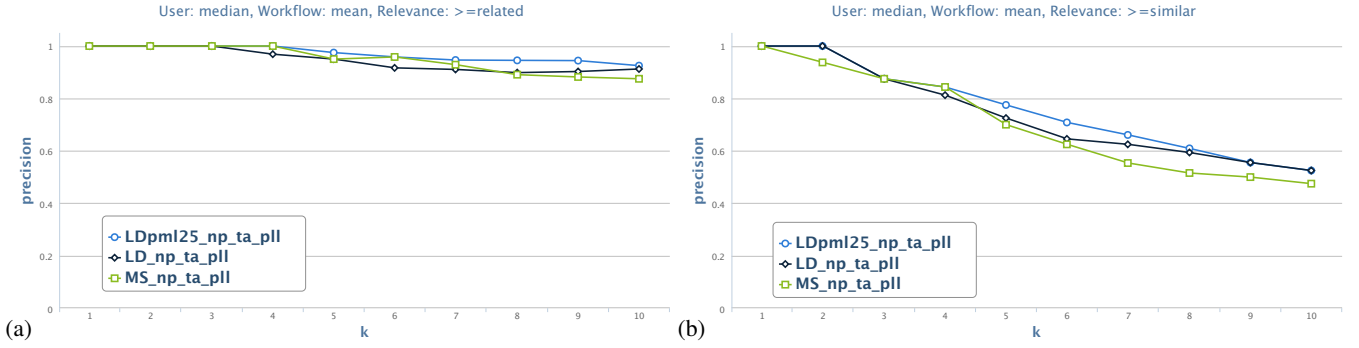 User: median, Workflow: mean, Relevance: >=related
1
0.8
0.6
0.4
0.2
0
precision
LDpml25_np_ta_pll
LD_np_ta_pll
MS_np_ta_pll
1 2 3 4 5 6 7 8 9 10
k
(a)
User: median, Workflow: mean, Relevance: >=similar
1
0.8
0.6
0.4
0.2
0
precision
LDpml25_np_ta_pll
LD_np_ta_pll
MS_np_ta_pll
1 2 3 4 5 6 7 8 9 10
k
(b)